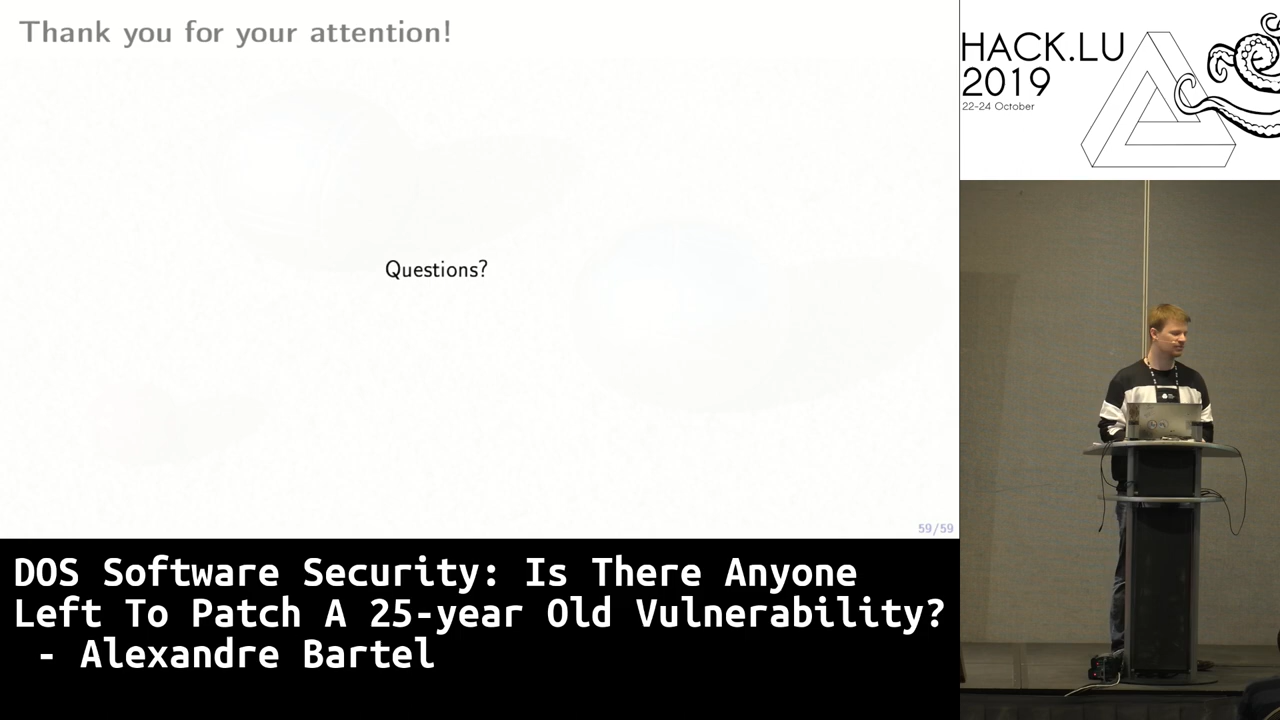 Thank you for your attention!
Questions?
59/59
HACK.LU
2019
22-24 October
DOS Software Security: Is There Anyone
Left To Patch A 25-year Old Vulnerability?
- Alexandre Bartel